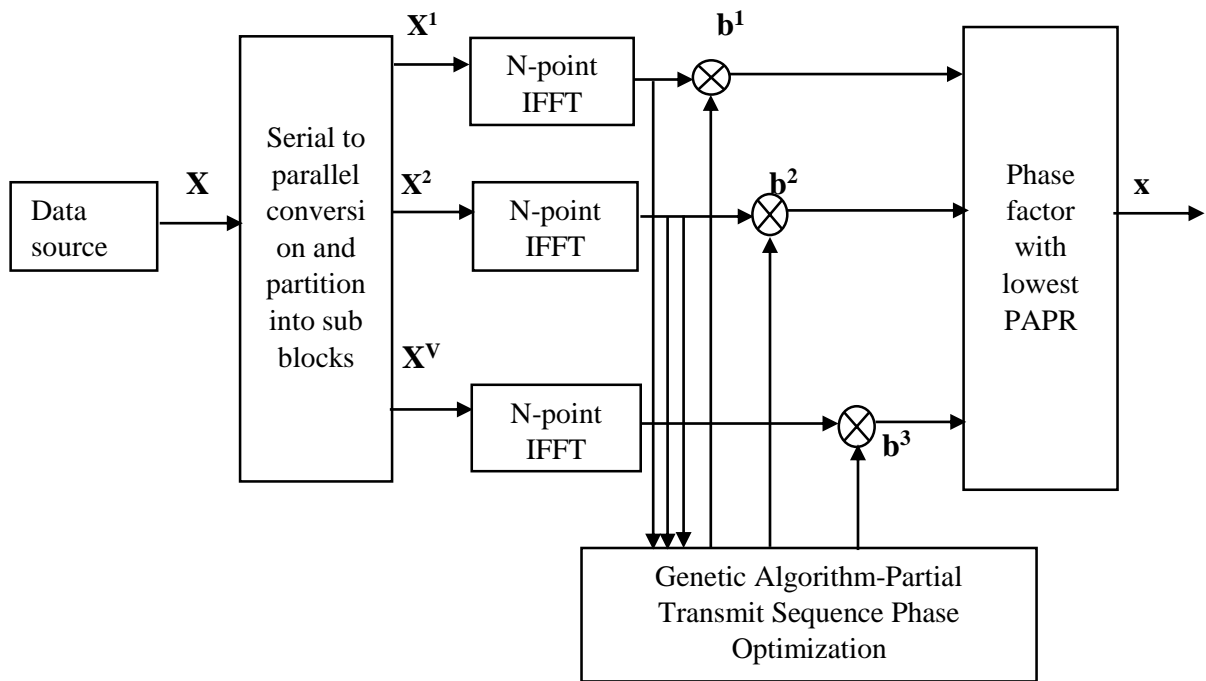 X¹
b¹
N-point
IFFT
Serial to
parallel
conversi
on and
partition
into sub
blocks
X
Data
source
X²
b²
N-point
IFFT
Phase
factor
with
lowest
PAPR
x
X^V
N-point
IFFT
b³
Genetic Algorithm-Partial
Transmit Sequence Phase
Optimization